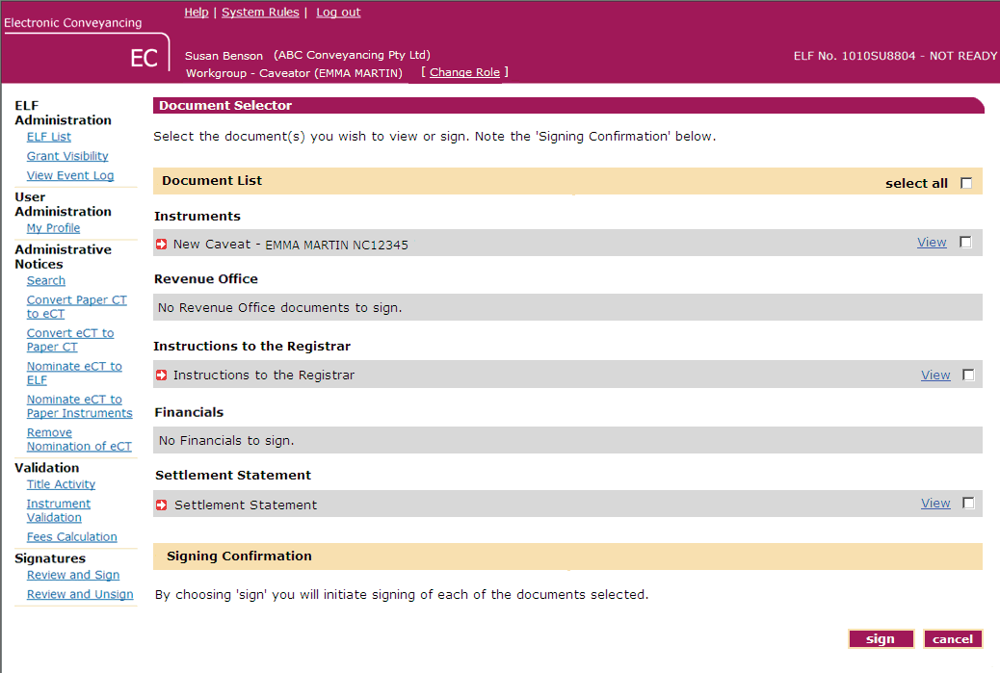 Help | System Rules | Log out
Electronic Conveyancing
EC
Susan Benson (ABC Conveyancing Pty Ltd)
Workgroup - Caveator (EMMA MARTIN) [ Change Role ]
ELF No. 1010SU8804 - NOT READY
ELF
Administration
ELF List
Grant Visibility
View Event Log
User
Administration
My Profile
Administrative
Notices
Search
Convert Paper CT
to eCT
Convert eCT to
Paper CT
Nominate eCT to
ELF
Nominate eCT to
Paper Instruments
Remove
Nomination of eCT
Validation
Title Activity
Instrument
Validation
Fees Calculation
Signatures
Review and Sign
Review and Unsign
Document Selector
Select the document(s) you wish to view or sign. Note the 'Signing Confirmation' below.
Document List select all
Instruments
New Caveat - EMMA MARTIN NC12345 View
Revenue Office
No Revenue Office documents to sign.
Instructions to the Registrar
Instructions to the Registrar View
Financials
No Financials to sign.
Settlement Statement
Settlement Statement View
Signing Confirmation
By choosing 'sign' you will initiate signing of each of the documents selected.
sign cancel